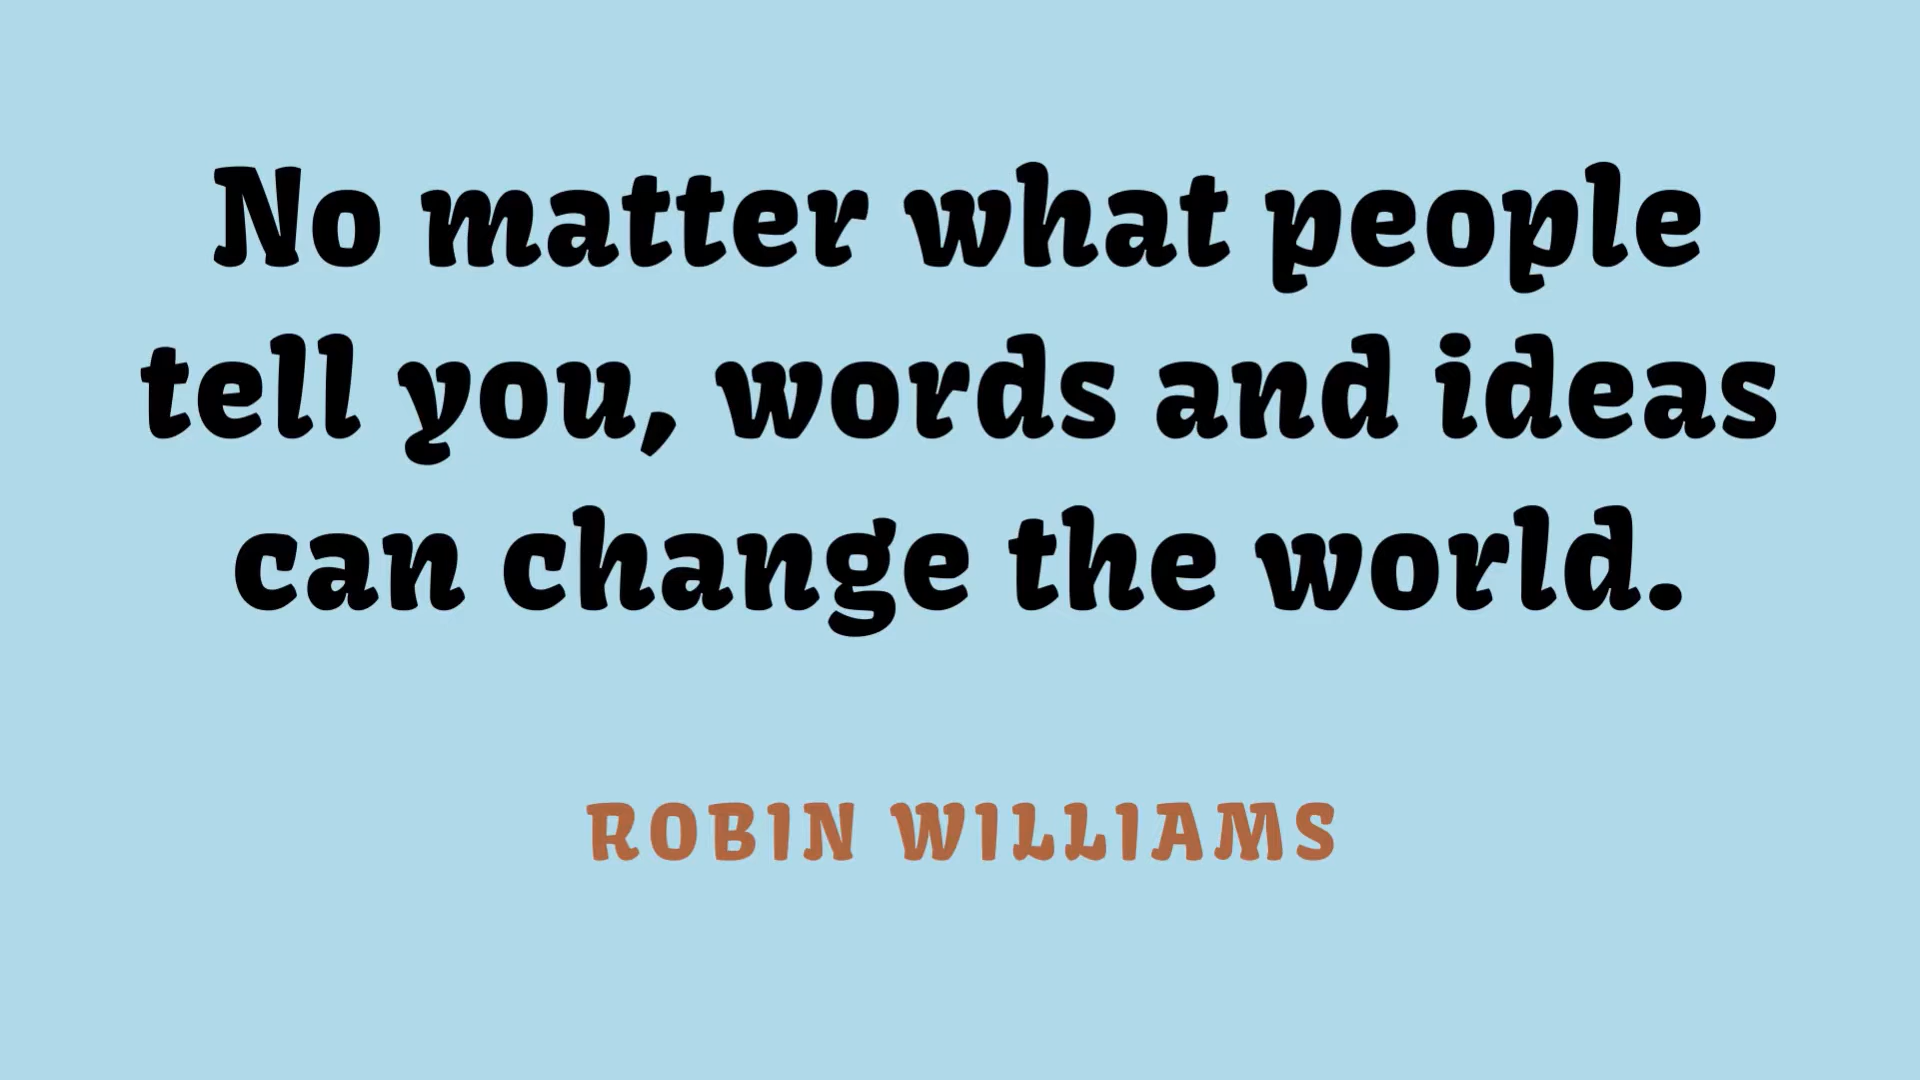 No matter what people
tell you, words and ideas
can change the world.
ROBIN WILLIAMS